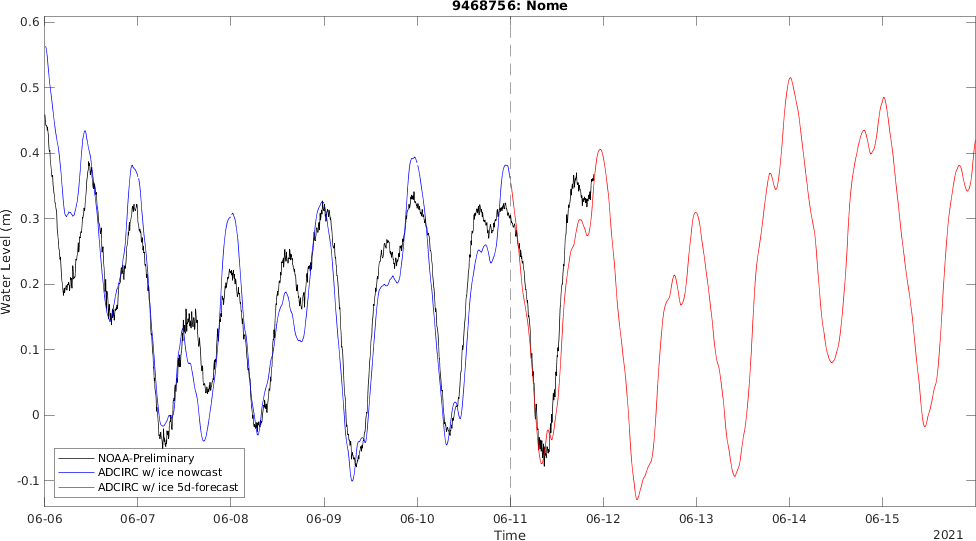 9468756: Nome
0.6
0.5
0.4
0.3
0.2
0.1
0
-0.1
Water Level (m)
NOAA-Preliminary
ADCIRC w/ ice nowcast
ADCIRC w/ ice 5d-forecast
06-06 06-07 06-08 06-09 06-10 06-11 06-12 06-13 06-14 06-15
Time
2021